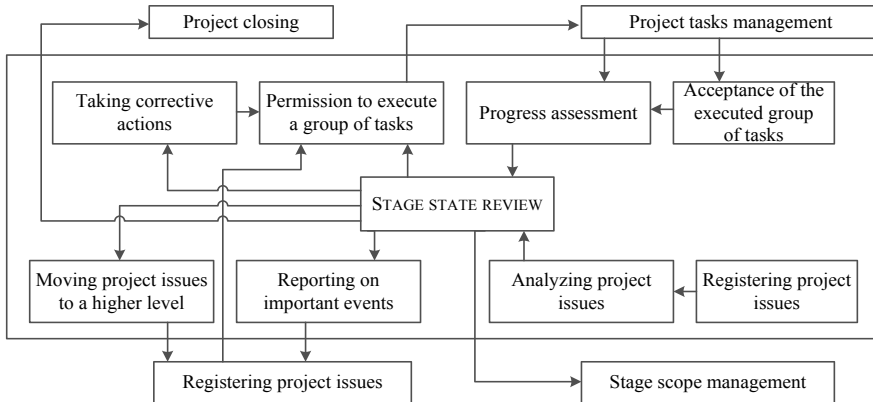 Project closing
Project tasks management
Taking corrective
actions
Permission to execute
a group of tasks
Progress assessment
Acceptance of the
executed group
of tasks
STAGE STATE REVIEW
Moving project issues
to a higher level
Reporting on
important events
Analyzing project
issues
Registering project
issues
Registering project issues
Stage scope management